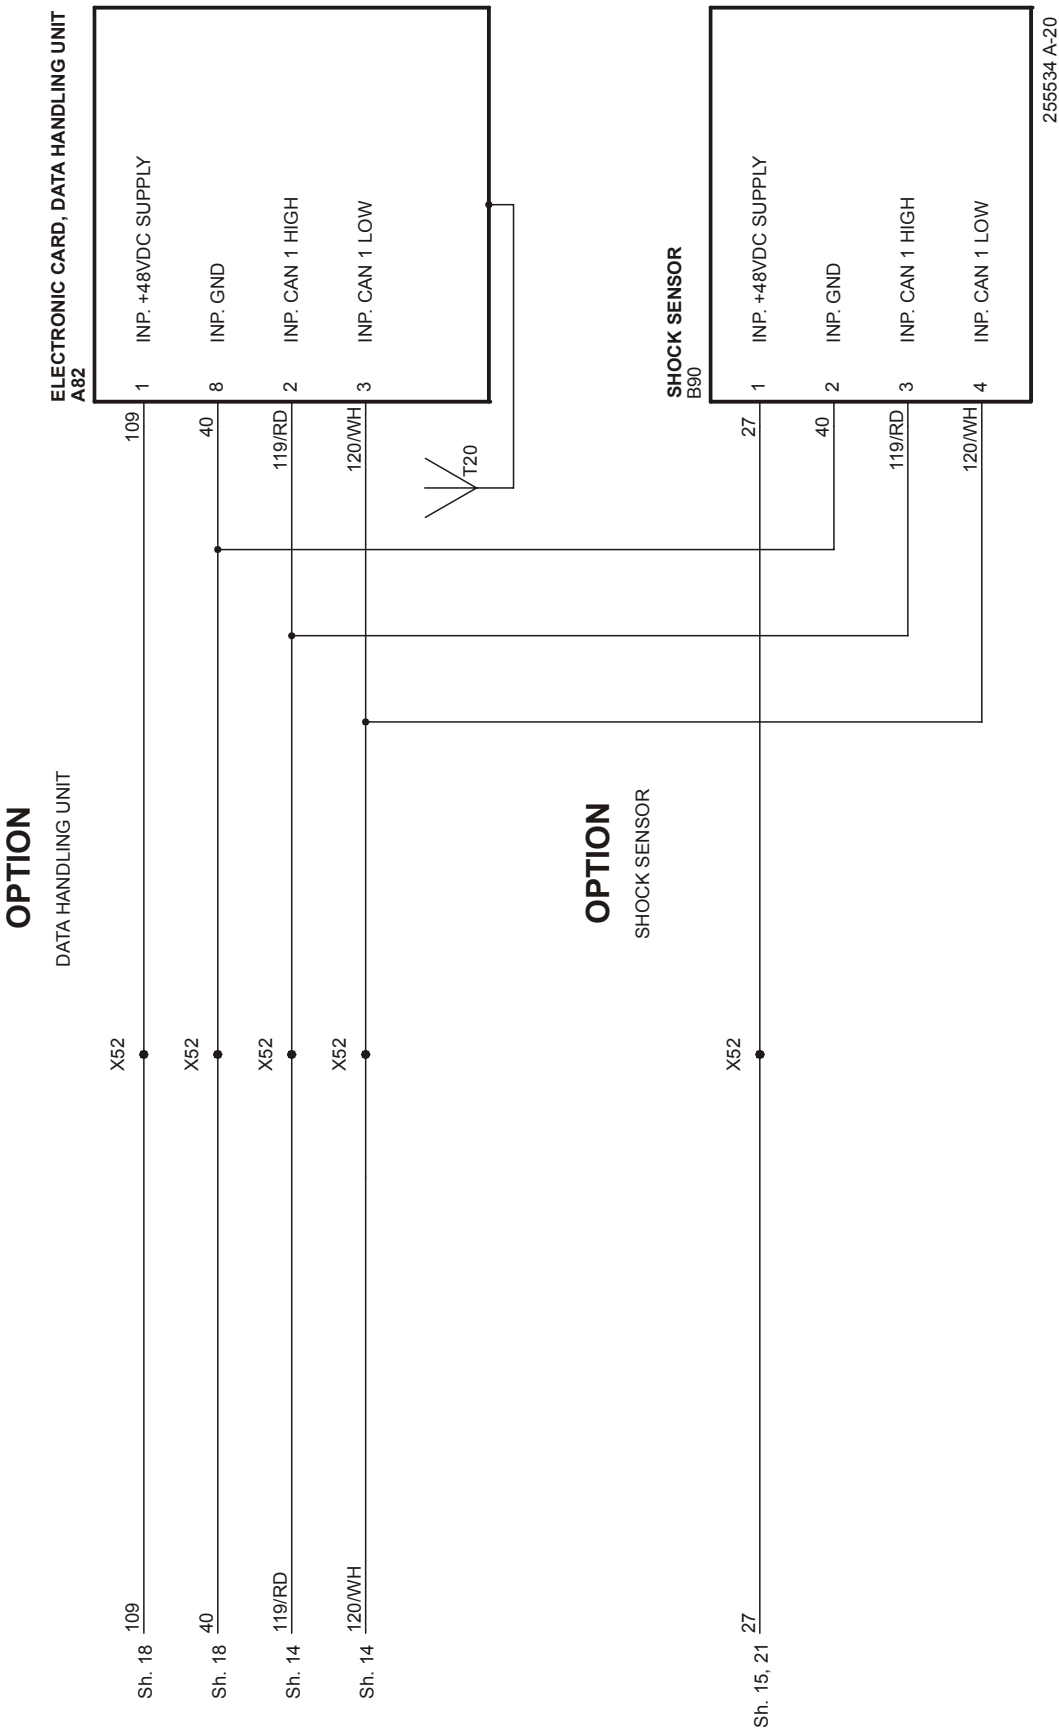 OPTION
DATA HANDLING UNIT
ELECTRONIC CARD, DATA HANDLING UNIT
A82
Sh. 18
109
X52
109
1
INP. +48VDC SUPPLY
Sh. 18
40
X52
40
8
INP. GND
Sh. 14
119/RD
X52
119/RD
2
INP. CAN 1 HIGH
Sh. 14
120/WH
X52
120/WH
3
INP. CAN 1 LOW
T20
OPTION
SHOCK SENSOR
SHOCK SENSOR
B90
Sh. 15, 21
27
X52
27
1
INP. +48VDC SUPPLY
40
2
INP. GND
119/RD
3
INP. CAN 1 HIGH
120/WH
4
INP. CAN 1 LOW
255534 A-20